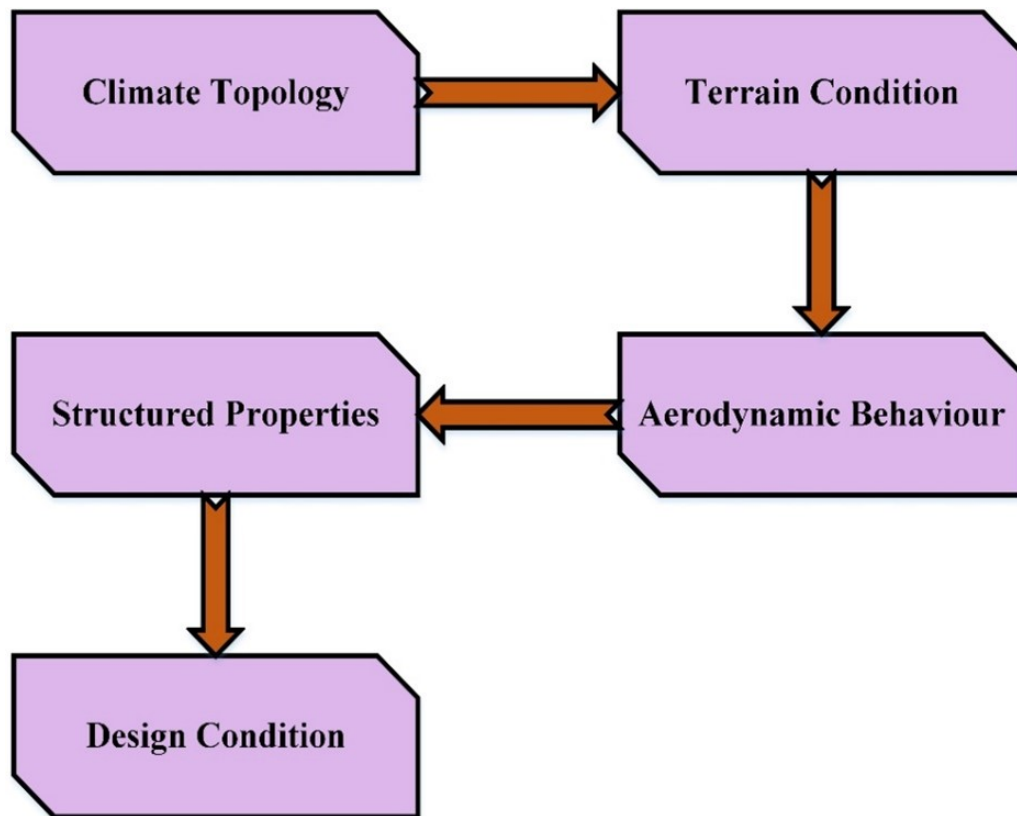 Climate Topology
Terrain Condition
Aerodynamic Behaviour
Structured Properties
Design Condition